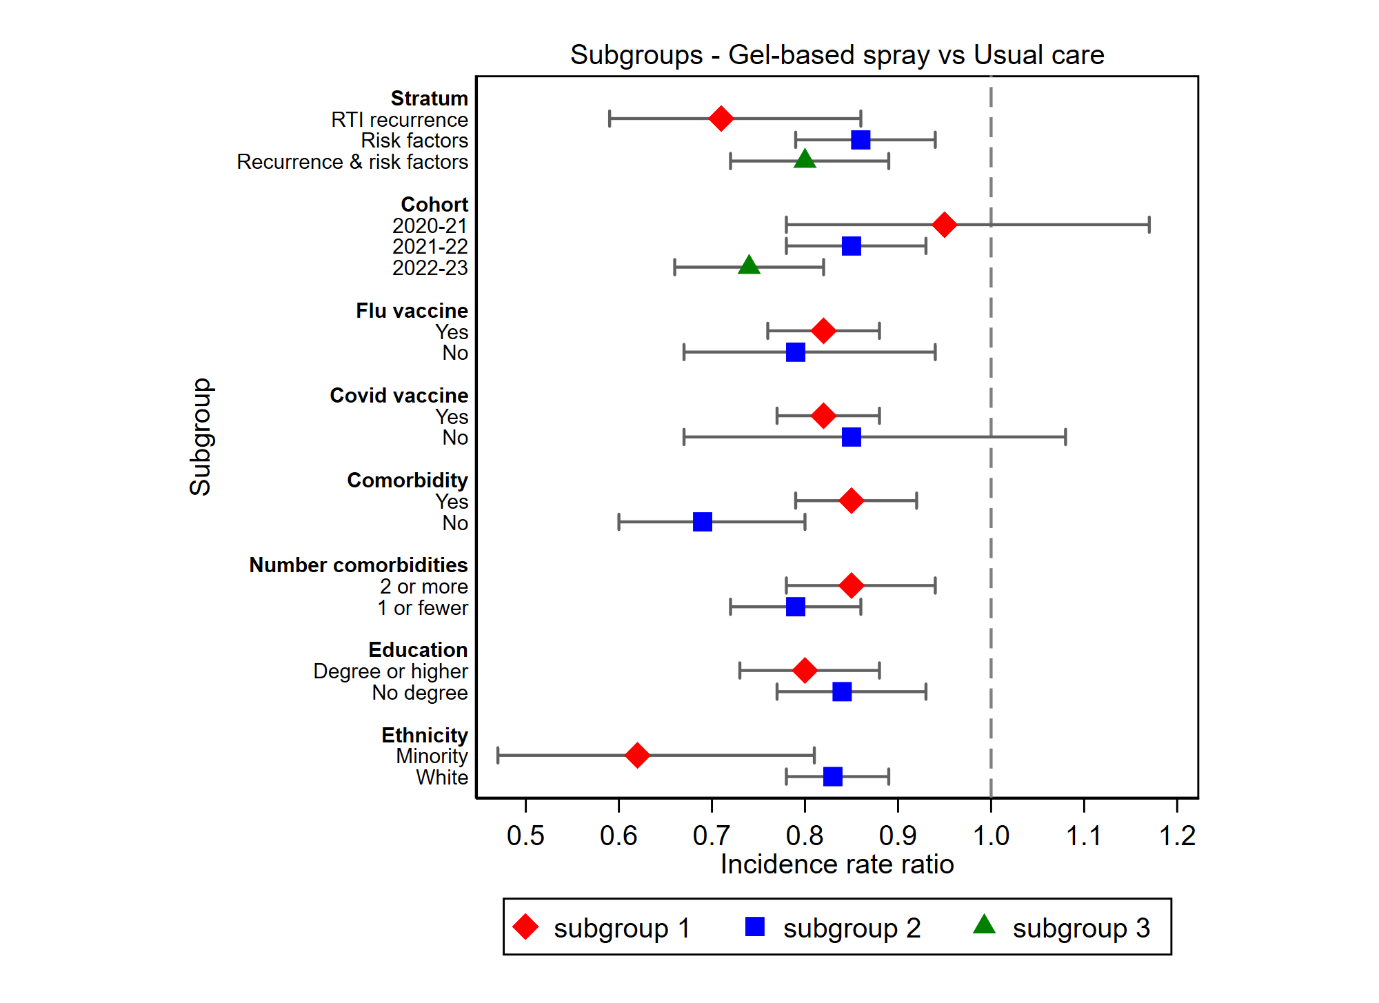 Subgroups - Gel-based spray vs Usual care
Subgroup
Stratum
RTI recurrence
Risk factors
Recurrence & risk factors
Cohort
2020-21
2021-22
2022-23
Flu vaccine
Yes
No
Covid vaccine
Yes
No
Comorbidity
Yes
No
Number comorbidities
2 or more
1 or fewer
Education
Degree or higher
No degree
Ethnicity
Minority
White
0.5 0.6 0.7 0.8 0.9 1.0 1.1 1.2
Incidence rate ratio
subgroup 1 subgroup 2 subgroup 3